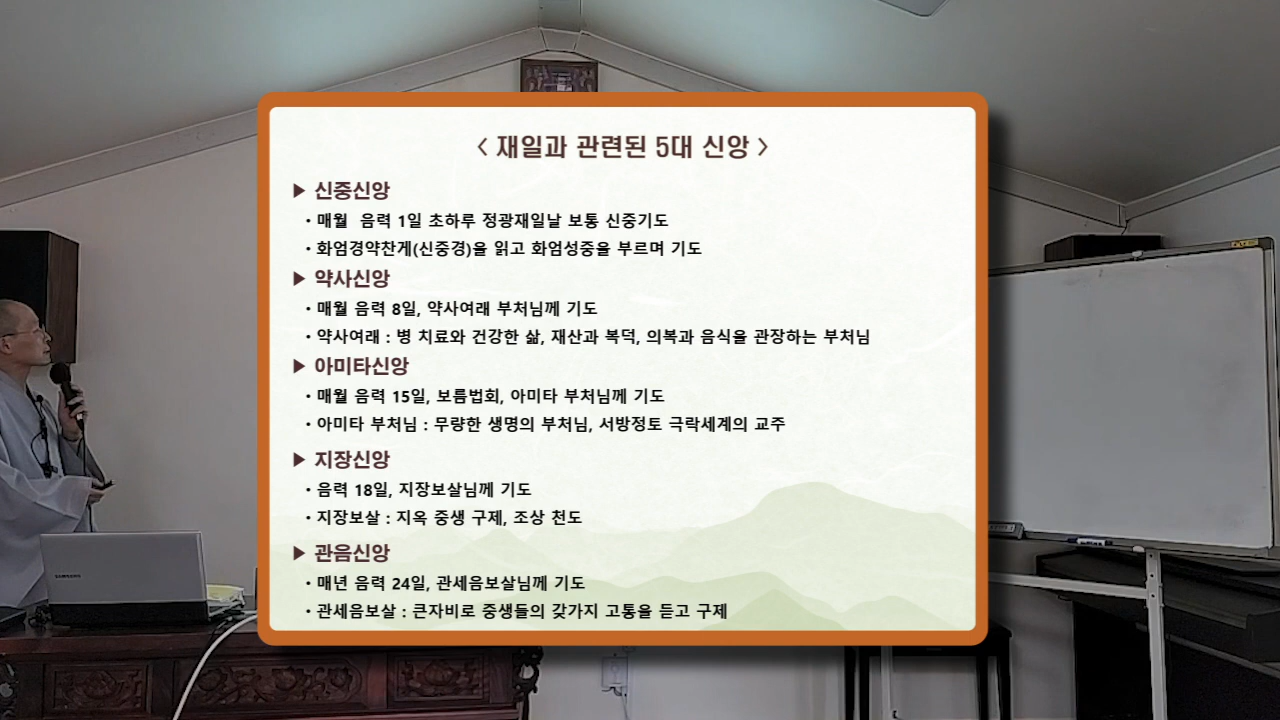 < 재일과 관련된 5대 신앙 >
▶ 신중신앙
• 매월 음력 1일 초하루 정광재일날 보통 신중기도
• 화엄경약찬게(신중경)을 읽고 화엄성중을 부르며 기도
▶ 약사신앙
• 매월 음력 8일, 약사여래 부처님께 기도
• 약사여래 : 병 치료와 건강한 삶, 재산과 복덕, 의복과 음식을 관장하는 부처님
▶ 아미타신앙
• 매월 음력 15일, 보름법회, 아미타 부처님께 기도
• 아미타 부처님 : 무량한 생명의 부처님, 서방정토 극락세계의 교주
▶ 지장신앙
• 음력 18일, 지장보살님께 기도
• 지장보살 : 지옥 중생 구제, 조상 천도
▶ 관음신앙
• 매년 음력 24일, 관세음보살님께 기도
• 관세음보살 : 큰자비로 중생들의 갖가지 고통을 듣고 구제
SAMSUNG